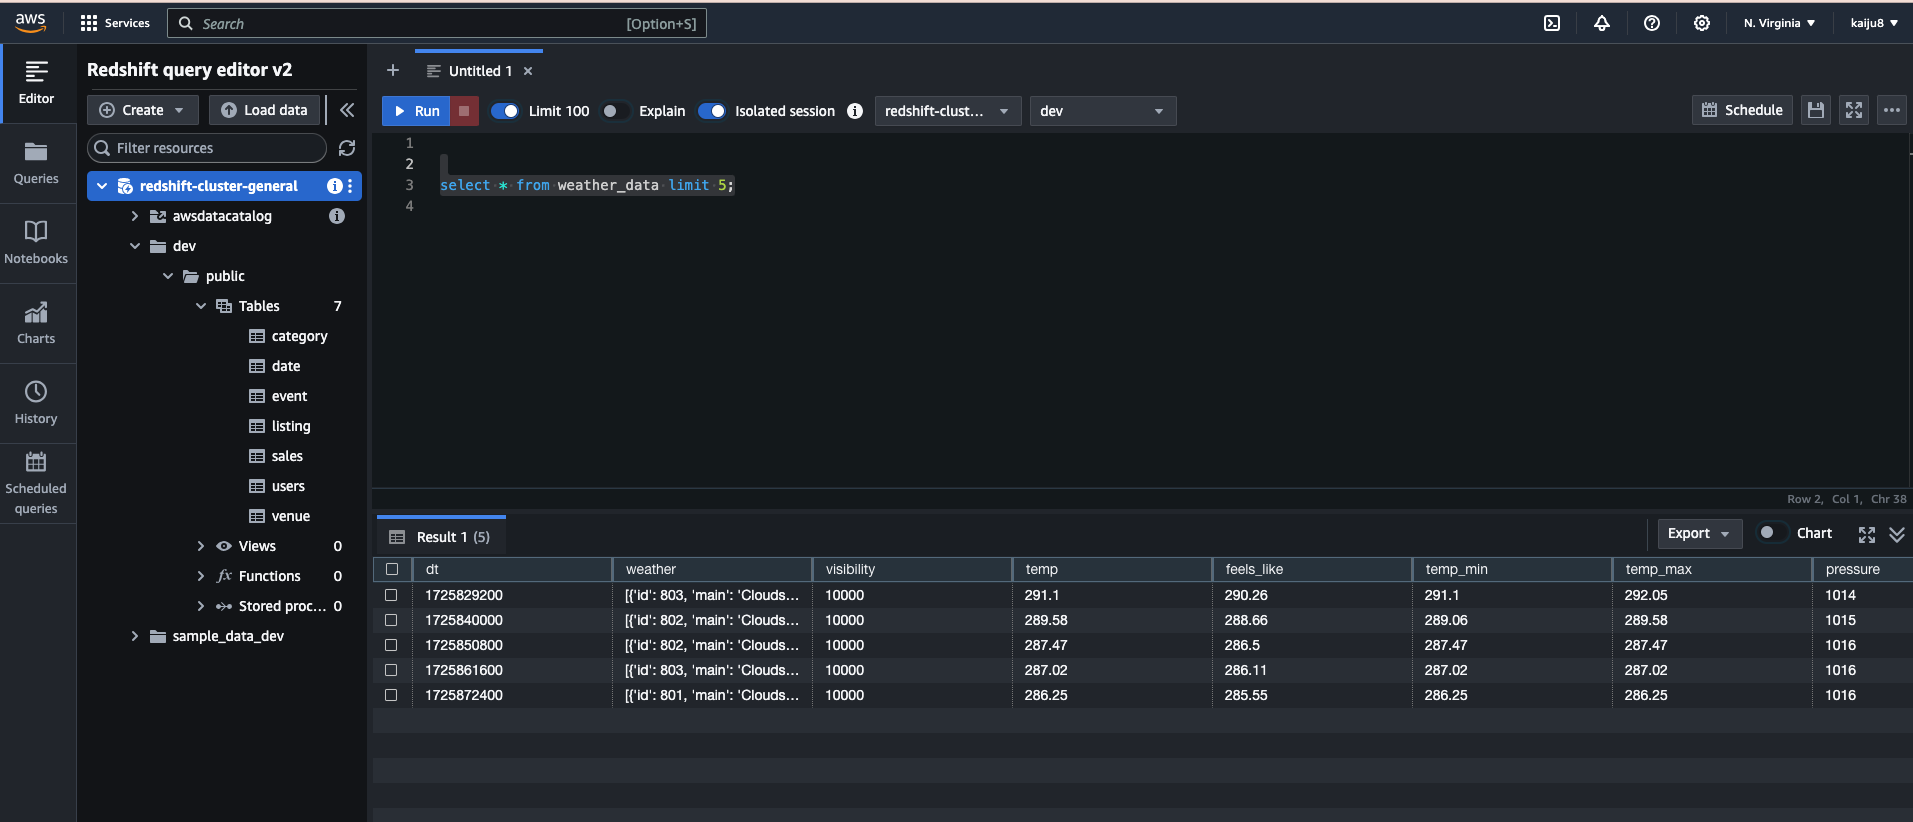 aws Services Search [Option+S] N. Virginia kaiju8
Editor
Queries
Notebooks
Charts
History
Scheduled
queries
Redshift query editor v2
Create Load data
Filter resources
redshift-cluster-general
awsdatacatalog
dev
public
Tables 7
category
date
event
listing
sales
users
venue
Views 0
fx Functions 0
Stored proc... 0
sample_data_dev
+ Untitled 1 ×
Run Limit 100 Explain Isolated session redshift-clust... dev Schedule
1
2
3 select * from weather_data limit 5;
4
Row 2, Col 1, Chr 38
Result 1 (5) Export Chart
dt weather visibility temp feels_like temp_min temp_max pressure
1725829200 [{'id': 803, 'main': 'Clouds... 10000 291.1 290.26 291.1 292.05 1014
1725840000 [{'id': 802, 'main': 'Clouds... 10000 289.58 288.66 289.06 289.58 1015
1725850800 [{'id': 802, 'main': 'Clouds... 10000 287.47 286.5 287.47 287.47 1016
1725861600 [{'id': 803, 'main': 'Clouds... 10000 287.02 286.11 287.02 287.02 1016
1725872400 [{'id': 801, 'main': 'Clouds... 10000 286.25 285.55 286.25 286.25 1016